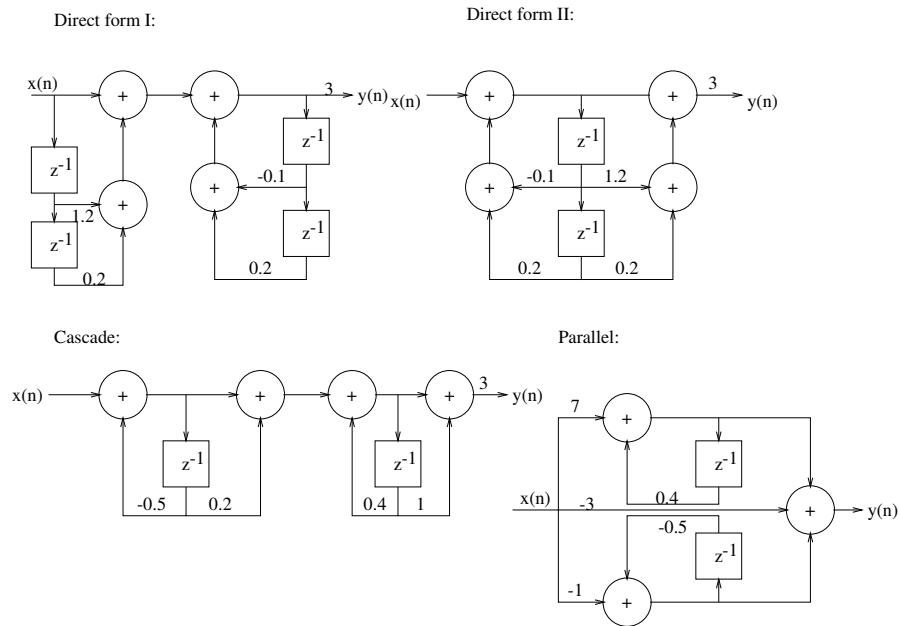 Direct form I:
x(n)
+
+
3
y(n)
z-1
z-1
1.2
0.2
+
+
-0.1
z-1
z-1
0.2
Direct form II:
x(n)
+
+
3
y(n)
z-1
+
-0.1
1.2
+
z-1
0.2
0.2
Cascade:
x(n)
+
+
+
+
3
y(n)
z-1
-0.5
0.2
z-1
0.4
1
Parallel:
7
+
z-1
0.4
x(n)
-3
+
y(n)
-0.5
z-1
-1
+